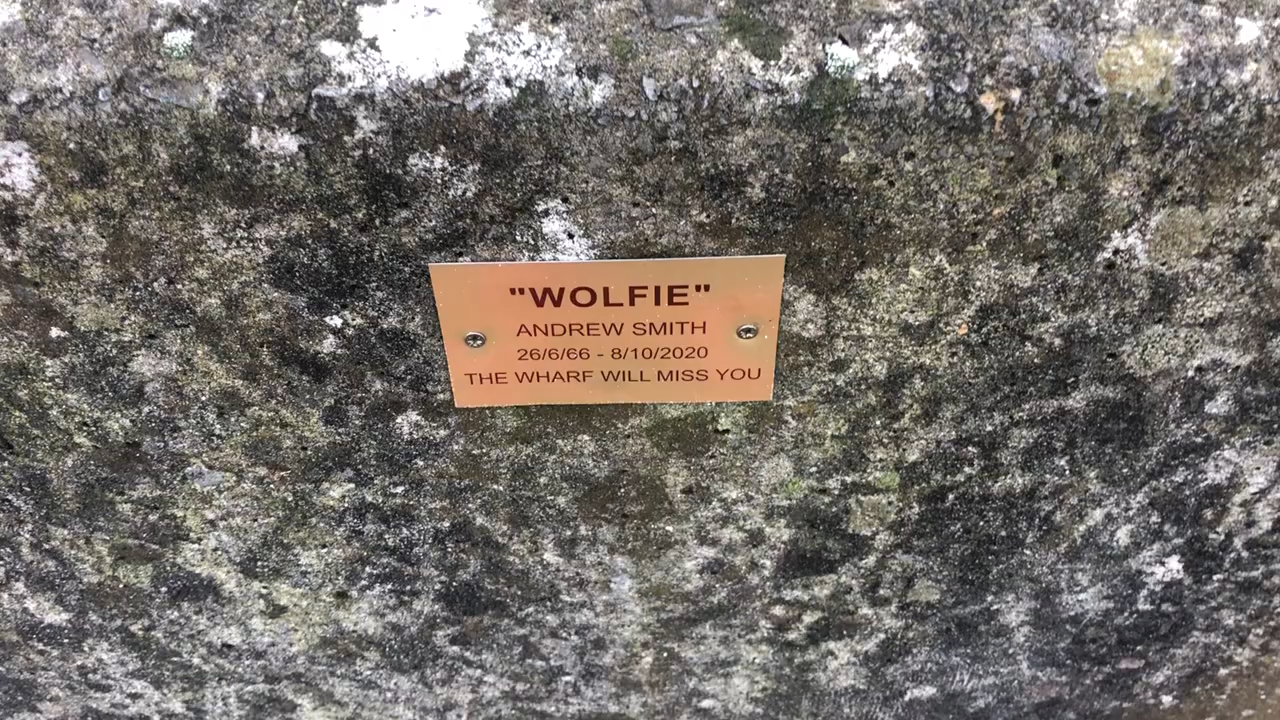 "WOLFIE"
ANDREW SMITH
26/6/66 - 8/10/2020
THE WHARF WILL MISS YOU